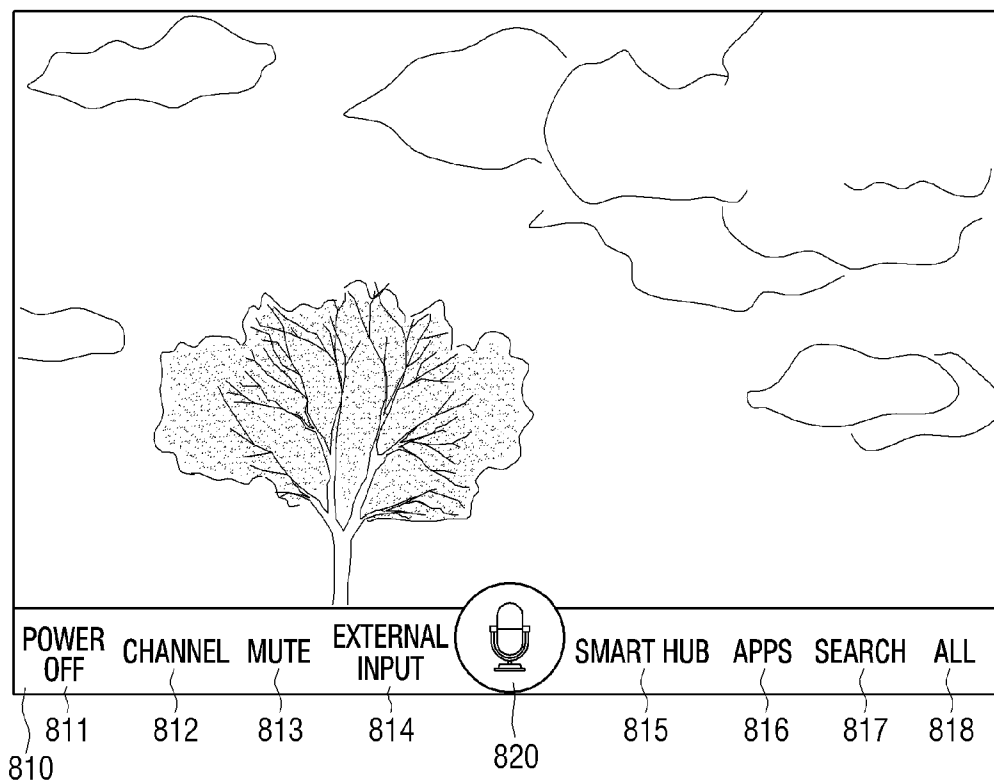 POWER OFF
CHANNEL
MUTE
EXTERNAL INPUT
SMART HUB
APPS
SEARCH
ALL
811
812
813
814
820
815
816
817
818
810